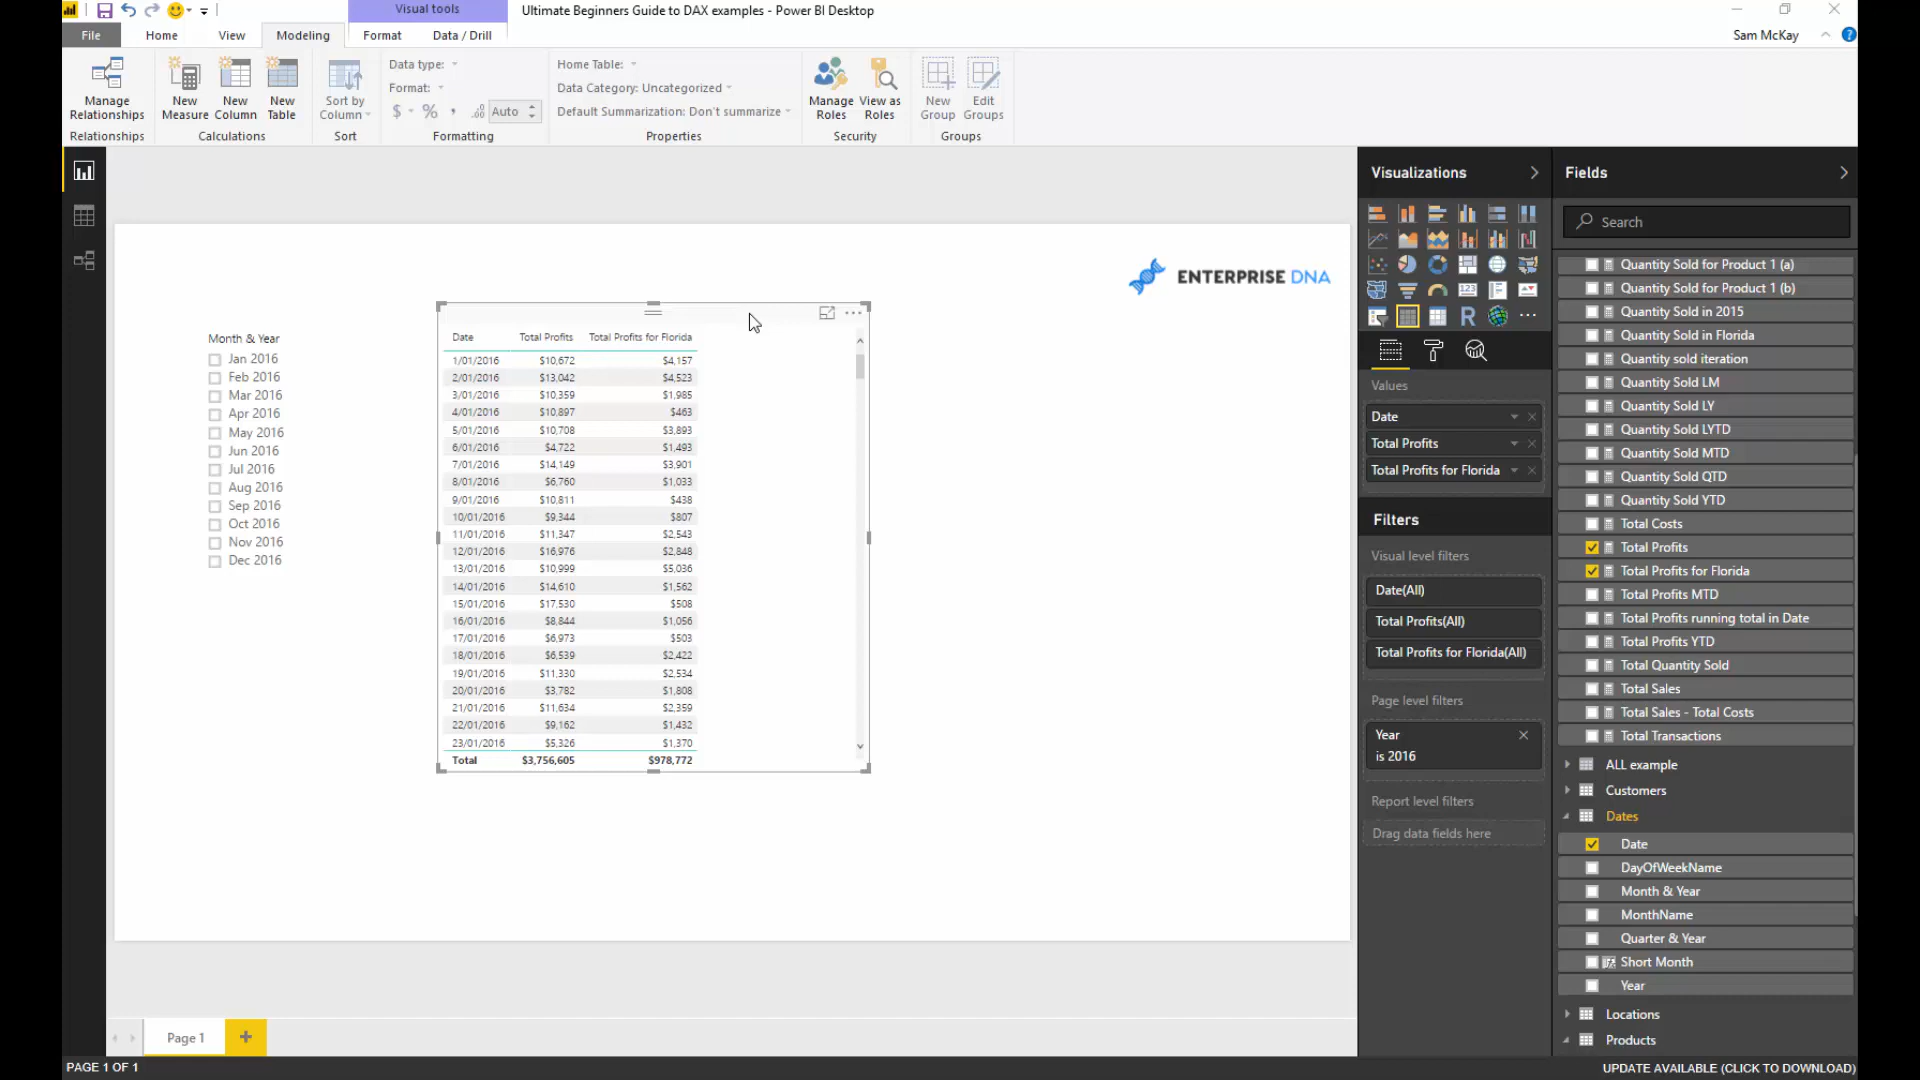 Visual tools
Ultimate Beginners Guide to DAX examples - Power BI Desktop
File
Home
View
Modeling
Format
Data / Drill
Sam McKay
?
Manage Relationships
New Measure
New Column
New Table
Sort by Column
Data type:
Format:
$ % , .00 Auto
Home Table:
Data Category: Uncategorized
Default Summarization: Don't summarize
Manage Roles
View as Roles
New Group
Edit Groups
Relationships
Calculations
Sort
Formatting
Properties
Security
Groups
ENTERPRISE DNA
Month & Year
Jan 2016
Feb 2016
Mar 2016
Apr 2016
May 2016
Jun 2016
Jul 2016
Aug 2016
Sep 2016
Oct 2016
Nov 2016
Dec 2016
Date Total Profits Total Profits for Florida
1/01/2016 $10,672 $4,157
2/01/2016 $13,042 $4,523
3/01/2016 $10,359 $1,985
4/01/2016 $10,897 $463
5/01/2016 $10,708 $3,893
6/01/2016 $4,722 $1,493
7/01/2016 $14,149 $3,901
8/01/2016 $6,760 $1,033
9/01/2016 $10,811 $438
10/01/2016 $9,344 $807
11/01/2016 $11,347 $2,543
12/01/2016 $16,976 $2,848
13/01/2016 $10,999 $5,036
14/01/2016 $14,610 $1,562
15/01/2016 $17,530 $508
16/01/2016 $8,844 $1,056
17/01/2016 $6,973 $503
18/01/2016 $6,539 $2,422
19/01/2016 $11,330 $2,534
20/01/2016 $3,782 $1,808
21/01/2016 $11,634 $2,359
22/01/2016 $9,162 $1,432
23/01/2016 $5,326 $1,370
Total $3,756,605 $978,772
Visualizations
123
R
Values
Date
Total Profits
Total Profits for Florida
Filters
Visual level filters
Date(All)
Total Profits(All)
Total Profits for Florida(All)
Page level filters
Year
is 2016
Report level filters
Drag data fields here
Fields
Search
Quantity Sold for Product 1 (a)
Quantity Sold for Product 1 (b)
Quantity Sold in 2015
Quantity Sold in Florida
Quantity sold iteration
Quantity Sold LM
Quantity Sold LY
Quantity Sold LYTD
Quantity Sold MTD
Quantity Sold QTD
Quantity Sold YTD
Total Costs
Total Profits
Total Profits for Florida
Total Profits MTD
Total Profits running total in Date
Total Profits YTD
Total Quantity Sold
Total Sales
Total Sales - Total Costs
Total Transactions
ALL example
Customers
Dates
Date
DayOfWeekName
Month & Year
MonthName
Quarter & Year
Short Month
Year
Locations
Products
Page 1
PAGE 1 OF 1
UPDATE AVAILABLE (CLICK TO DOWNLOAD)